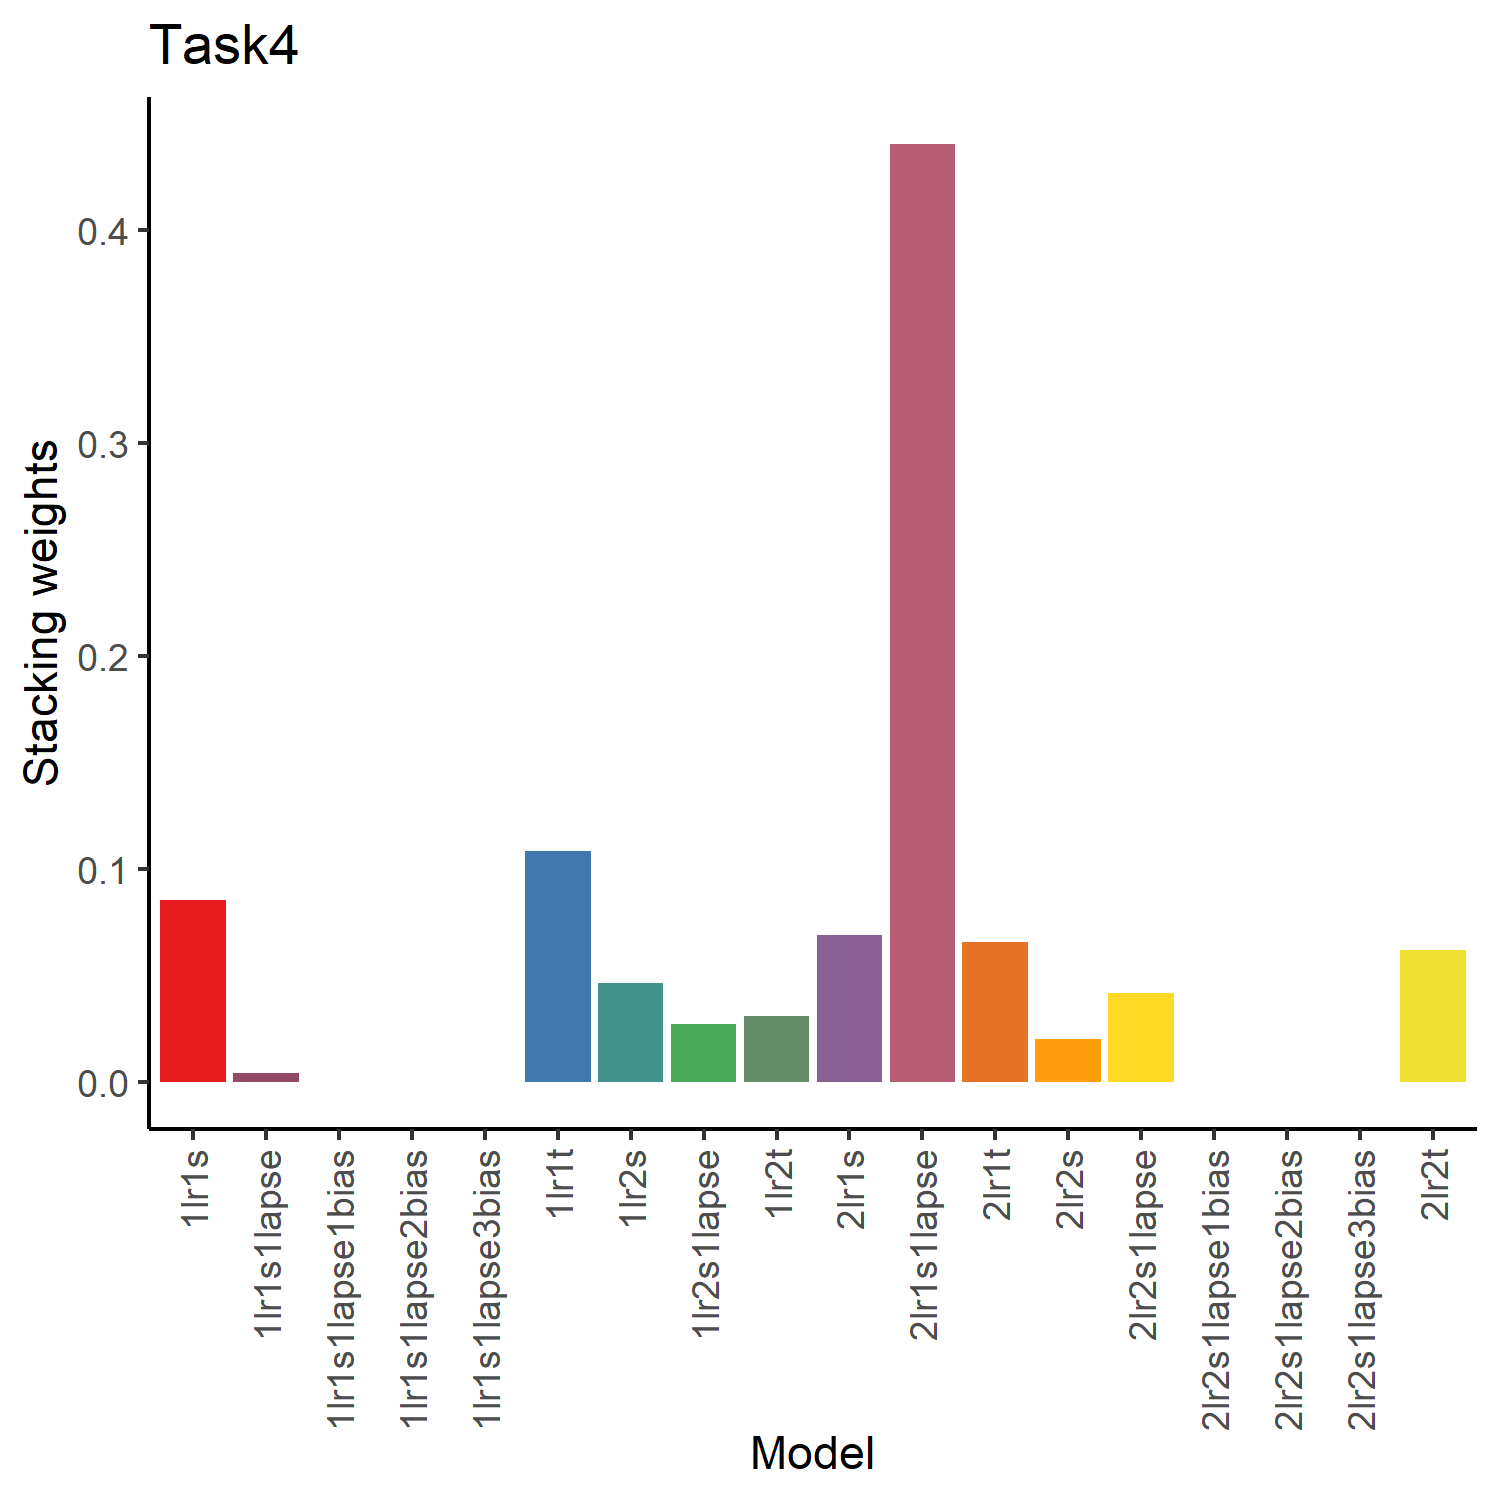 Task4
Stacking weights
0.4
0.3
0.2
0.1
0.0
1lr1s
1lr1s1lapse
1lr1s1lapse1bias
1lr1s1lapse2bias
1lr1s1lapse3bias
1lr1t
1lr2s
1lr2s1lapse
1lr2t
2lr1s
2lr1s1lapse
2lr1t
2lr2s
2lr2s1lapse
2lr2s1lapse1bias
2lr2s1lapse2bias
2lr2s1lapse3bias
2lr2t
Model